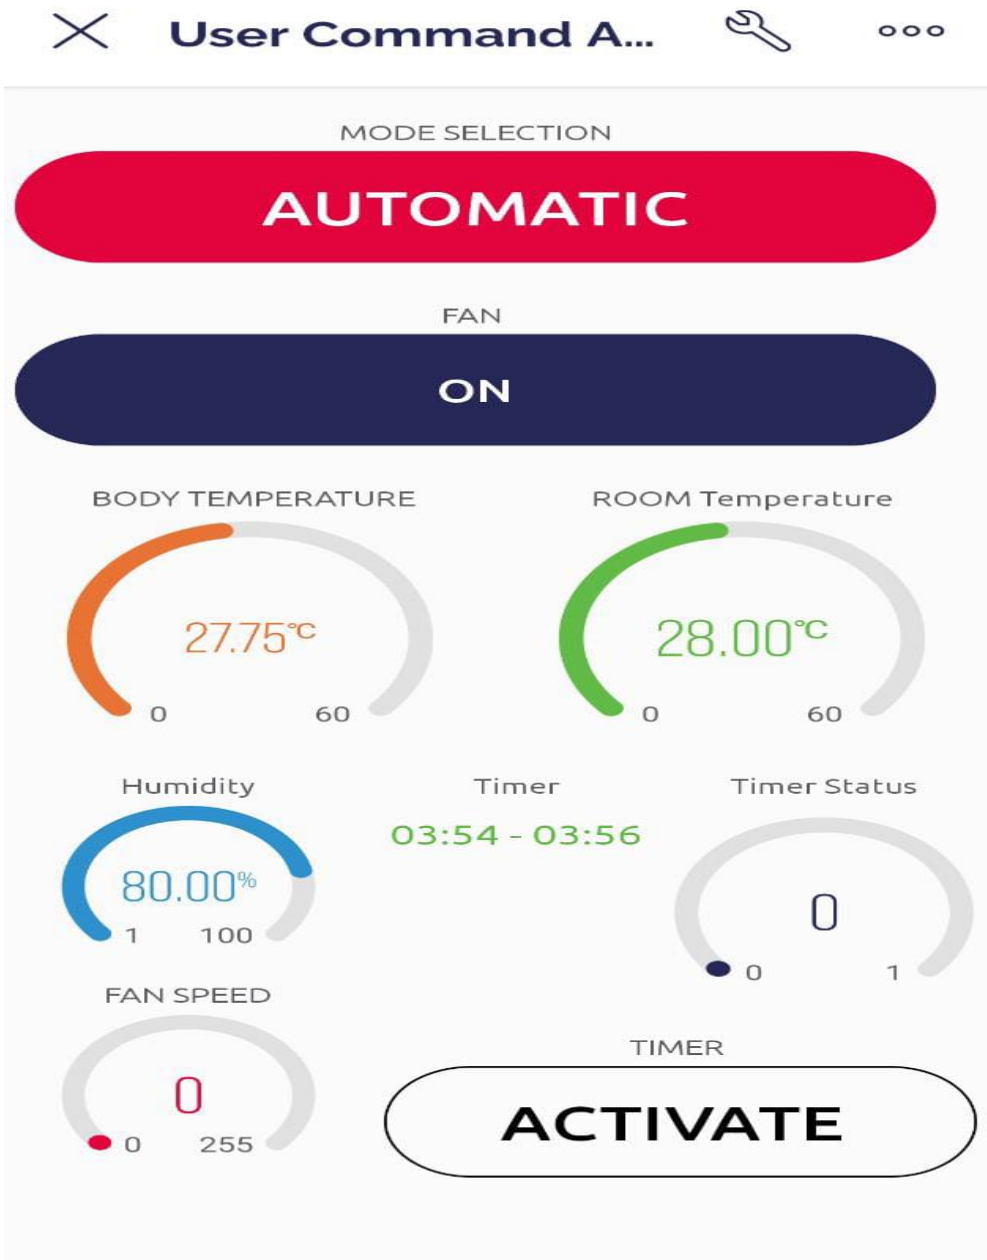 User Command A...
MODE SELECTION
AUTOMATIC
FAN
ON
BODY TEMPERATURE
27.75°C
0 60
ROOM Temperature
28.00°C
0 60
Humidity
80.00%
1 100
Timer
03:54 - 03:56
Timer Status
0
0 1
FAN SPEED
0
0 255
TIMER
ACTIVATE